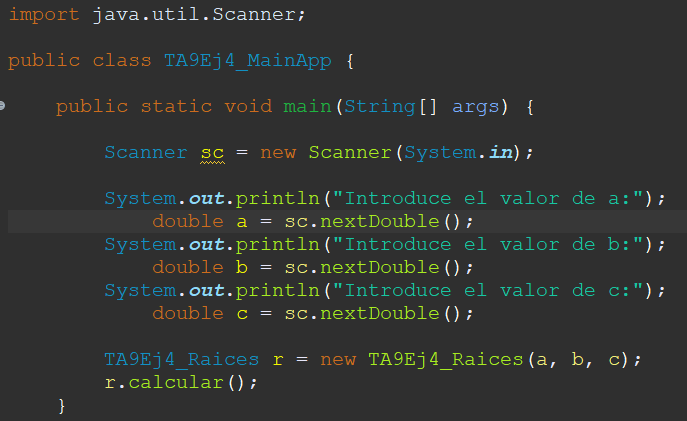 import java.util.Scanner;
public class TA9Ej4_MainApp {
public static void main(String[] args) {
Scanner sc = new Scanner(System.in);
System.out.println("Introduce el valor de a:");
double a = sc.nextDouble();
System.out.println("Introduce el valor de b:");
double b = sc.nextDouble();
System.out.println("Introduce el valor de c:");
double c = sc.nextDouble();
TA9Ej4_Raices r = new TA9Ej4_Raices(a, b, c);
r.calcular();
}